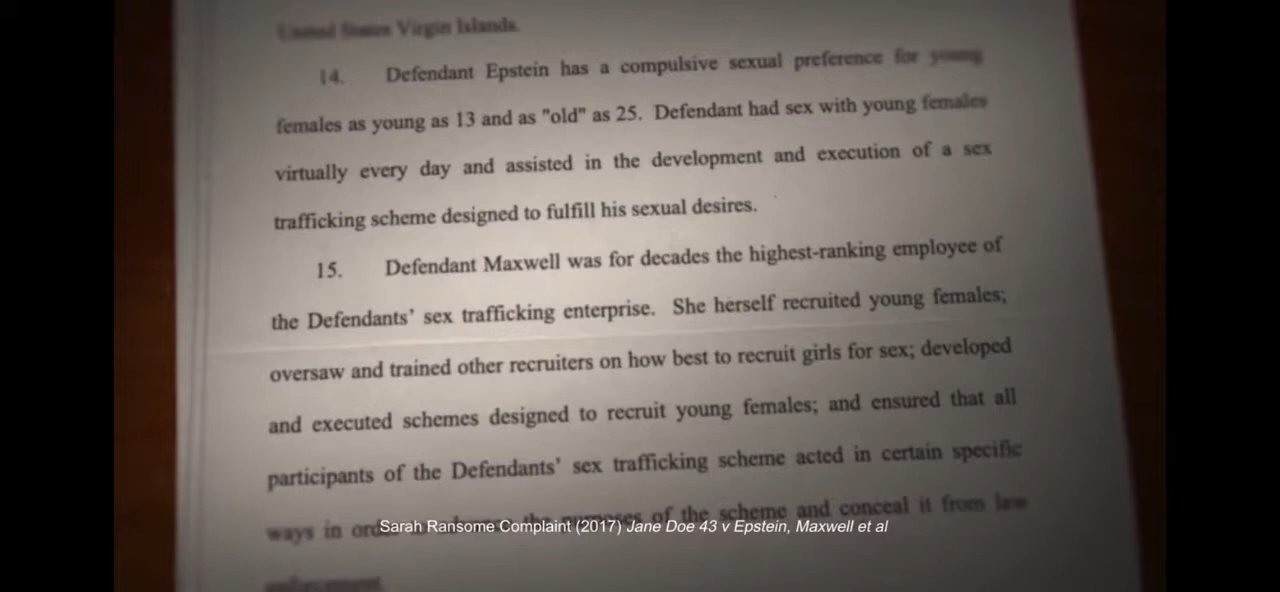 United States Virgin Islands.
14. Defendant Epstein has a compulsive sexual preference for young
females as young as 13 and as "old" as 25. Defendant had sex with young females
virtually every day and assisted in the development and execution of a sex
trafficking scheme designed to fulfill his sexual desires.
15. Defendant Maxwell was for decades the highest-ranking employee of
the Defendants' sex trafficking enterprise. She herself recruited young females;
oversaw and trained other recruiters on how best to recruit girls for sex; developed
and executed schemes designed to recruit young females; and ensured that all
participants of the Defendants' sex trafficking scheme acted in certain specific
ways in order the purposes of the scheme and conceal it from law
Sarah Ransome Complaint (2017) Jane Doe 43 v Epstein, Maxwell et al
enforcement.